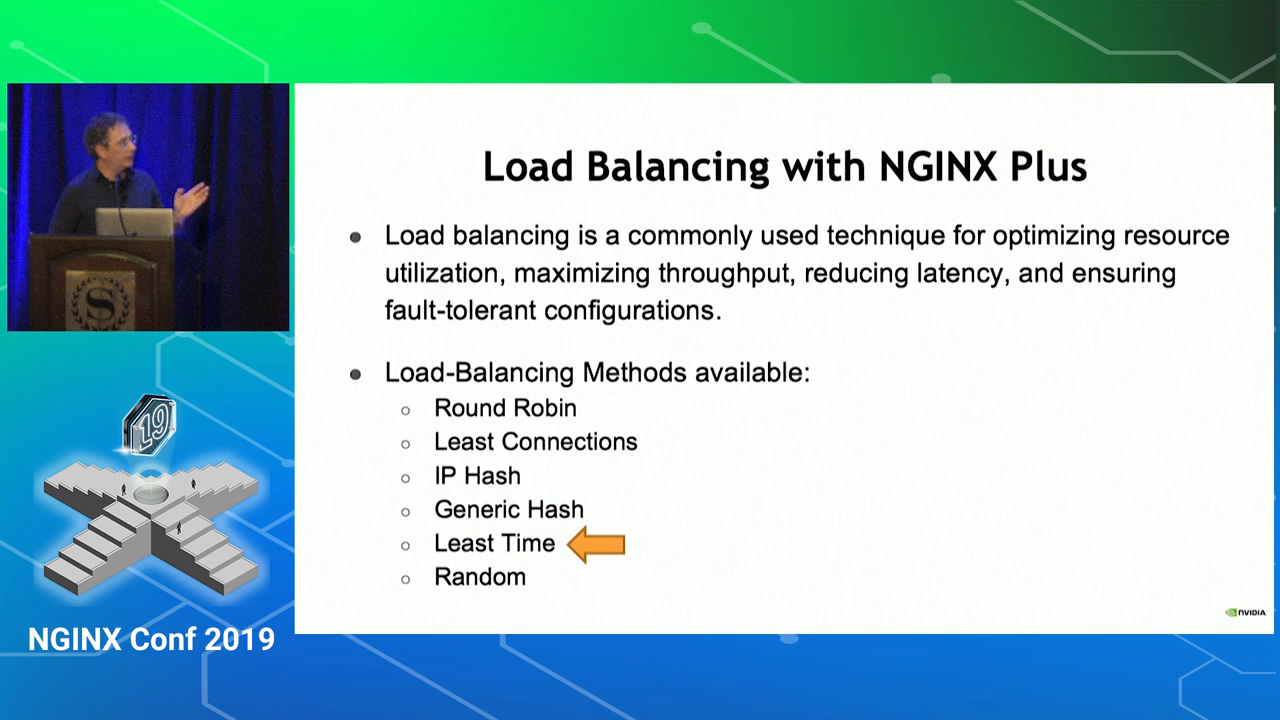 Load Balancing with NGINX Plus
● Load balancing is a commonly used technique for optimizing resource
utilization, maximizing throughput, reducing latency, and ensuring
fault-tolerant configurations.
● Load-Balancing Methods available:
○ Round Robin
○ Least Connections
○ IP Hash
○ Generic Hash
○ Least Time
○ Random
NVIDIA
S
19
NGINX Conf 2019